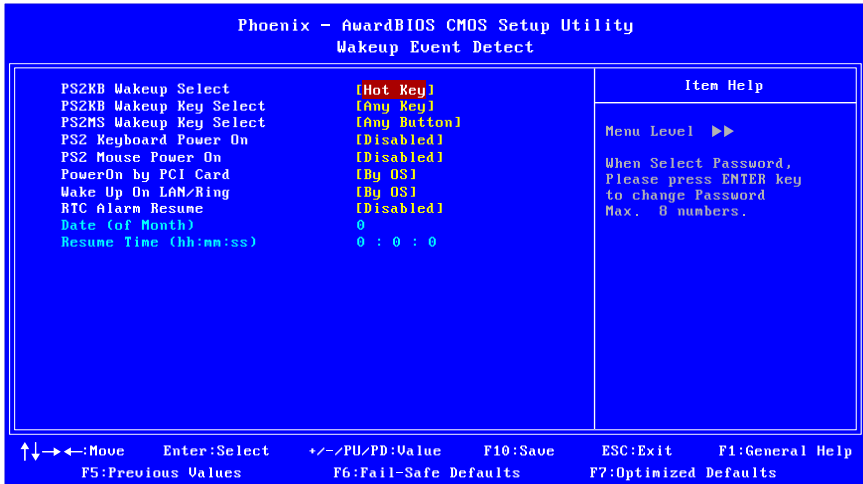 Phoenix - AwardBIOS CMOS Setup Utility
Wakeup Event Detect
PS2KB Wakeup Select [Hot Key]
PS2KB Wakeup Key Select [Any Key]
PS2MS Wakeup Key Select [Any Button]
PS2 Keyboard Power On [Disabled]
PS2 Mouse Power On [Disabled]
PowerOn by PCI Card [By OS]
Wake Up On LAN/Ring [By OS]
RTC Alarm Resume [Disabled]
Date (of Month) 0
Resume Time (hh:mm:ss) 0 : 0 : 0
Item Help
Menu Level ▶▶
When Select Password,
Please press ENTER key
to change Password
Max. 8 numbers.
↑↓→←:Move Enter:Select +/-/PU/PD:Value F10:Save ESC:Exit F1:General Help
F5:Previous Values F6:Fail-Safe Defaults F7:Optimized Defaults